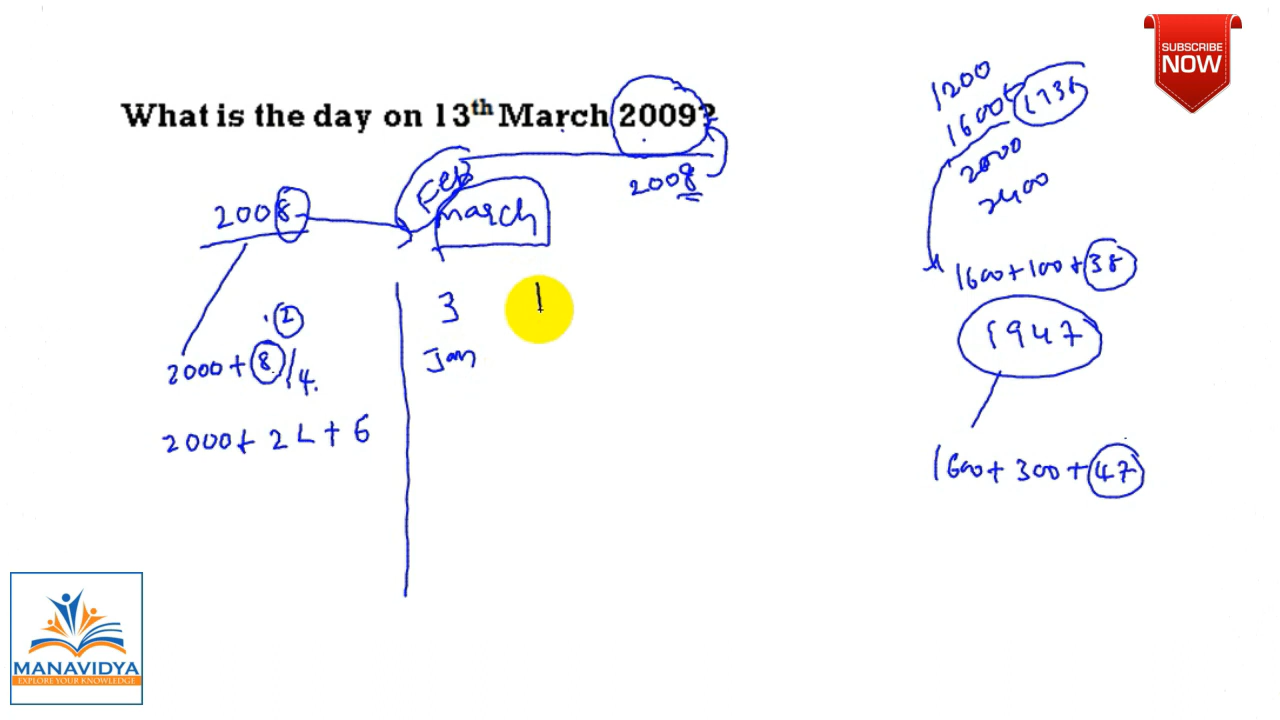 SUBSCRIBE
NOW
What is the day on 13th March 2009?
2008
Feb
March
2008
1200
1600 1738
2000
2400
1600+100+38
1947
1600+300+47
2
2000+8/4
2000+2L+6
3 1
Jan
MANAVIDYA
EXPLORE YOUR KNOWLEDGE